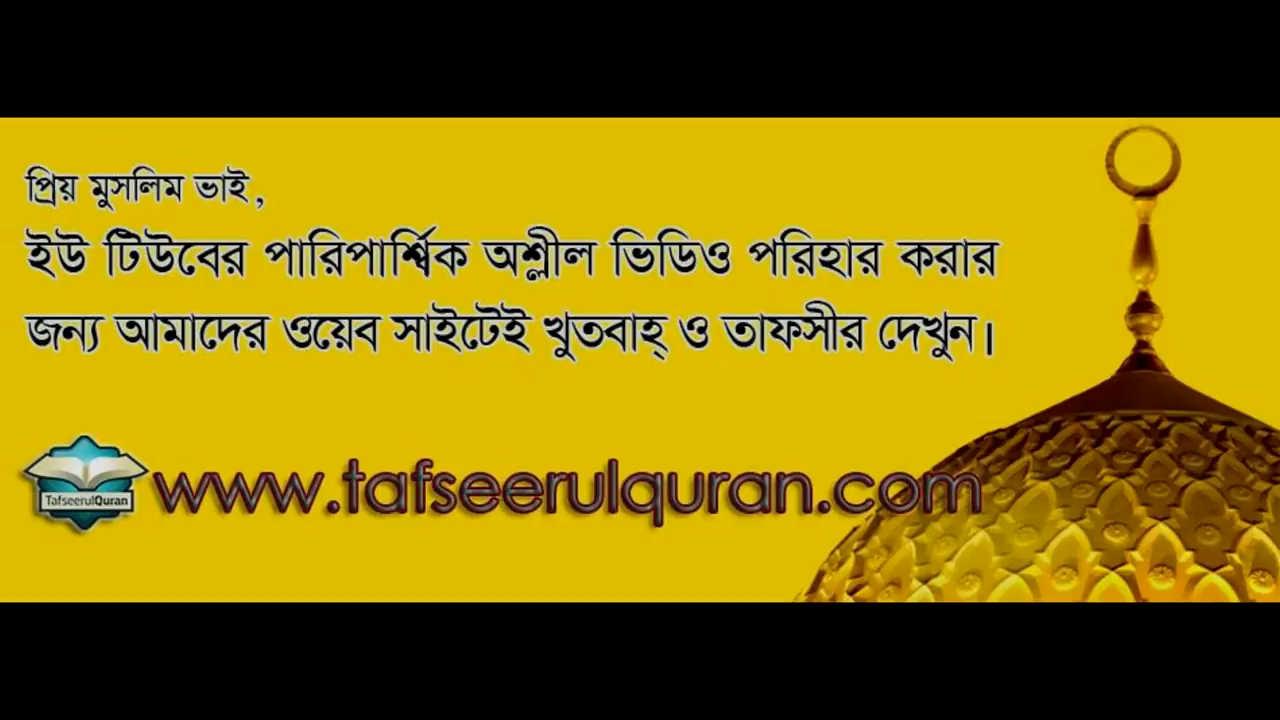 প্রিয় মুসলিম ভাই,
ইউ টিউবের পারিপার্শ্বিক অশ্লীল ভিডিও পরিহার করার
জন্য আমাদের ওয়েব সাইটেই খুতবাহ্ ও তাফসীর দেখুন।
TafseerulQuran
www.tafseerulquran.com